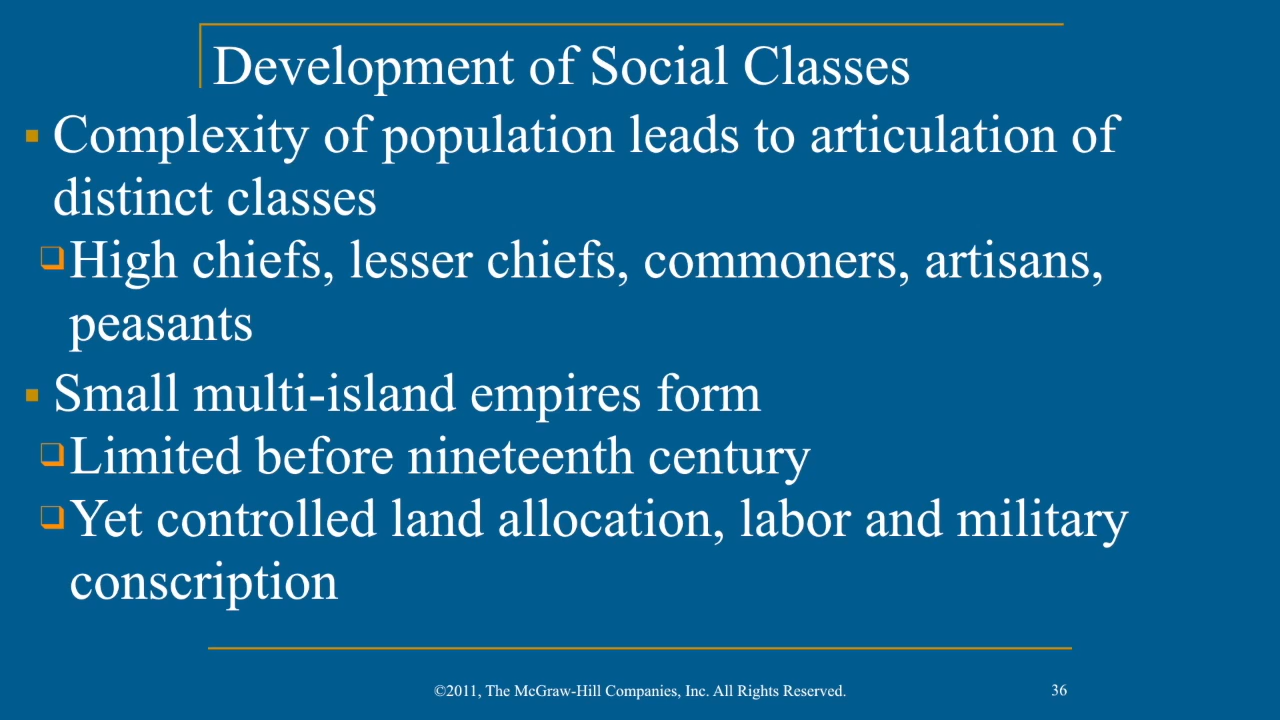 Development of Social Classes
Complexity of population leads to articulation of
distinct classes
High chiefs, lesser chiefs, commoners, artisans,
peasants
Small multi-island empires form
Limited before nineteenth century
Yet controlled land allocation, labor and military
conscription
©2011, The McGraw-Hill Companies, Inc. All Rights Reserved.
36